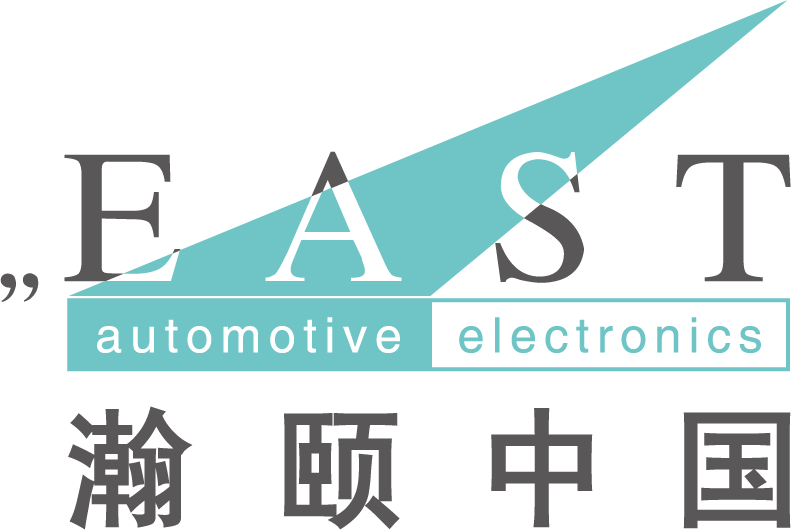 „EAST
automotive electronics
瀚颐中国